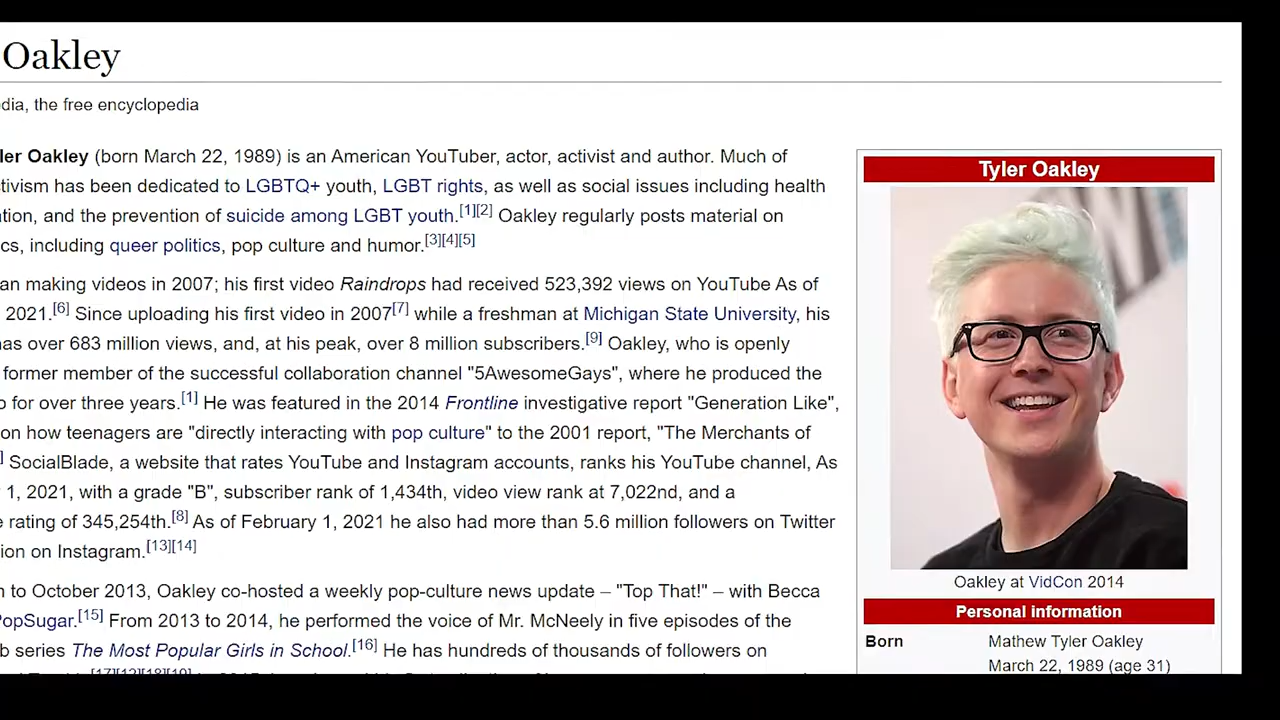 Oakley
dia, the free encyclopedia
ler Oakley (born March 22, 1989) is an American YouTuber, actor, activist and author. Much of
tivism has been dedicated to LGBTQ+ youth, LGBT rights, as well as social issues including health
ation, and the prevention of suicide among LGBT youth.[1][2] Oakley regularly posts material on
cs, including queer politics, pop culture and humor.[3][4][5]
an making videos in 2007; his first video Raindrops had received 523,392 views on YouTube As of
2021.[6] Since uploading his first video in 2007[7] while a freshman at Michigan State University, his
as over 683 million views, and, at his peak, over 8 million subscribers.[9] Oakley, who is openly
former member of the successful collaboration channel "5AwesomeGays", where he produced the
o for over three years.[1] He was featured in the 2014 Frontline investigative report "Generation Like",
on how teenagers are "directly interacting with pop culture" to the 2001 report, "The Merchants of
] SocialBlade, a website that rates YouTube and Instagram accounts, ranks his YouTube channel, As
1, 2021, with a grade "B", subscriber rank of 1,434th, video view rank at 7,022nd, and a
e rating of 345,254th.[8] As of February 1, 2021 he also had more than 5.6 million followers on Twitter
ion on Instagram.[13][14]
n to October 2013, Oakley co-hosted a weekly pop-culture news update – "Top That!" – with Becca
PopSugar.[15] From 2013 to 2014, he performed the voice of Mr. McNeely in five episodes of the
b series The Most Popular Girls in School.[16] He has hundreds of thousands of followers on
Tyler Oakley
Oakley at VidCon 2014
Personal information
Born Mathew Tyler Oakley
March 22, 1989 (age 31)